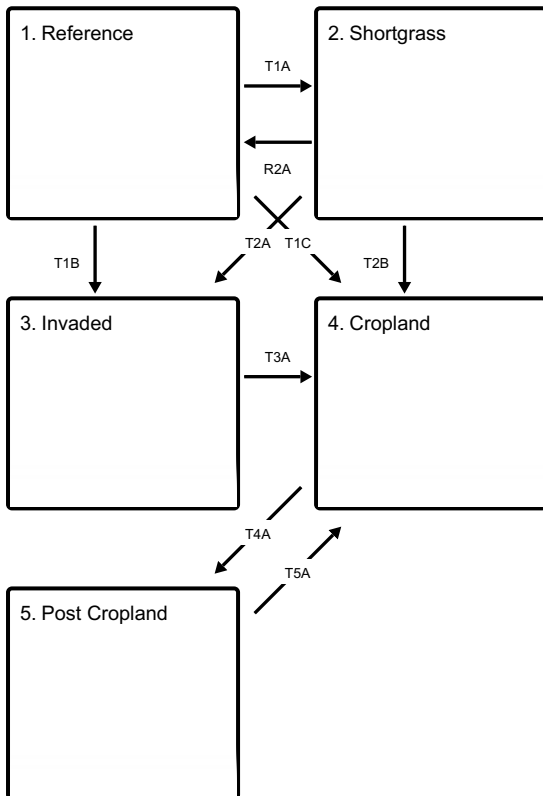 1. Reference
2. Shortgrass
T1A
R2A
T1B
T2A
T1C
T2B
3. Invaded
4. Cropland
T3A
T4A
T5A
5. Post Cropland